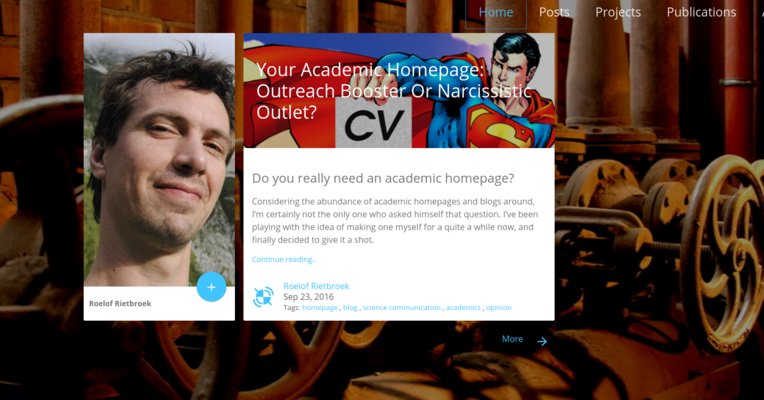 Home Posts Projects Publications
Your Academic Homepage:
Outreach Booster Or Narcissistic
Outlet?
CV
Do you really need an academic homepage?
Considering the abundance of academic homepages and blogs around,
I'm certainly not the only one who asked himself that question. I've been
playing with the idea of making one myself for a quite a while now, and
finally decided to give it a shot.
Continue reading..
Roelof Rietbroek
Sep 23, 2016
Tags: homepage , blog , science communication , academics , opinion
Roelof Rietbroek
More